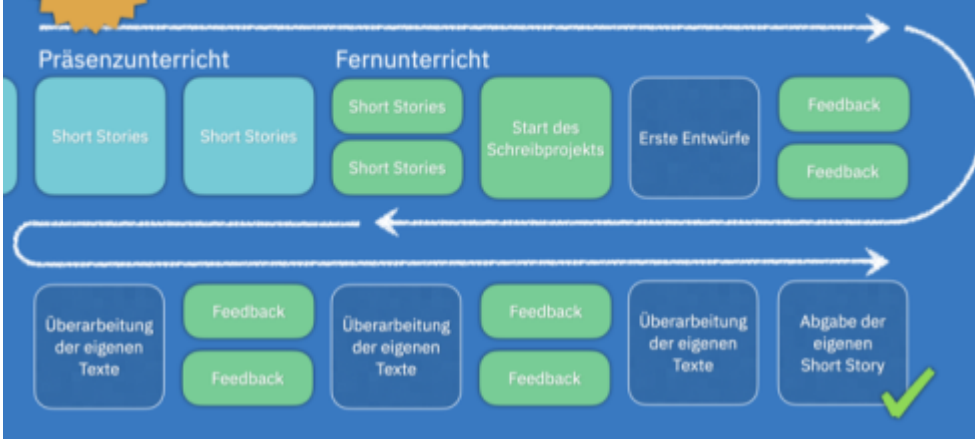 Präsenzunterricht
Fernunterricht
Short Stories
Short Stories
Short Stories
Short Stories
Start des
Schreibprojekts
Erste Entwürfe
Feedback
Feedback
Überarbeitung
der eigenen
Texte
Feedback
Feedback
Überarbeitung
der eigenen
Texte
Feedback
Feedback
Überarbeitung
der eigenen
Texte
Abgabe der
eigenen
Short Story